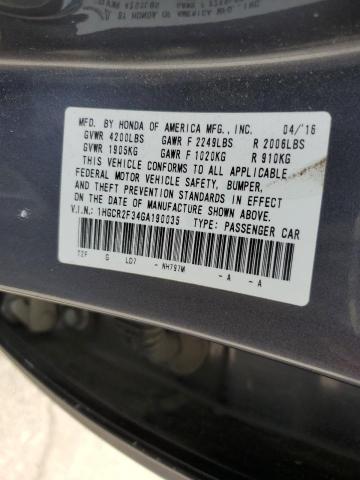 MFD. BY HONDA OF AMERICA MFG., INC. 04/16
GVWR 4200LBS GAWR F 2249LBS R 2006LBS
GVWR 1905KG GAWR F 1020KG R 910KG
THIS VEHICLE CONFORMS TO ALL APPLICABLE
FEDERAL MOTOR VEHICLE SAFETY, BUMPER,
AND THEFT PREVENTION STANDARDS IN EFFECT
ON THE DATE OF MANUFACTURE SHOWN ABOVE.
V.I.N.: 1HGCR2F34GA190035 TYPE: PASSENGER CAR
T2F G LD7 - NH797M - A - A